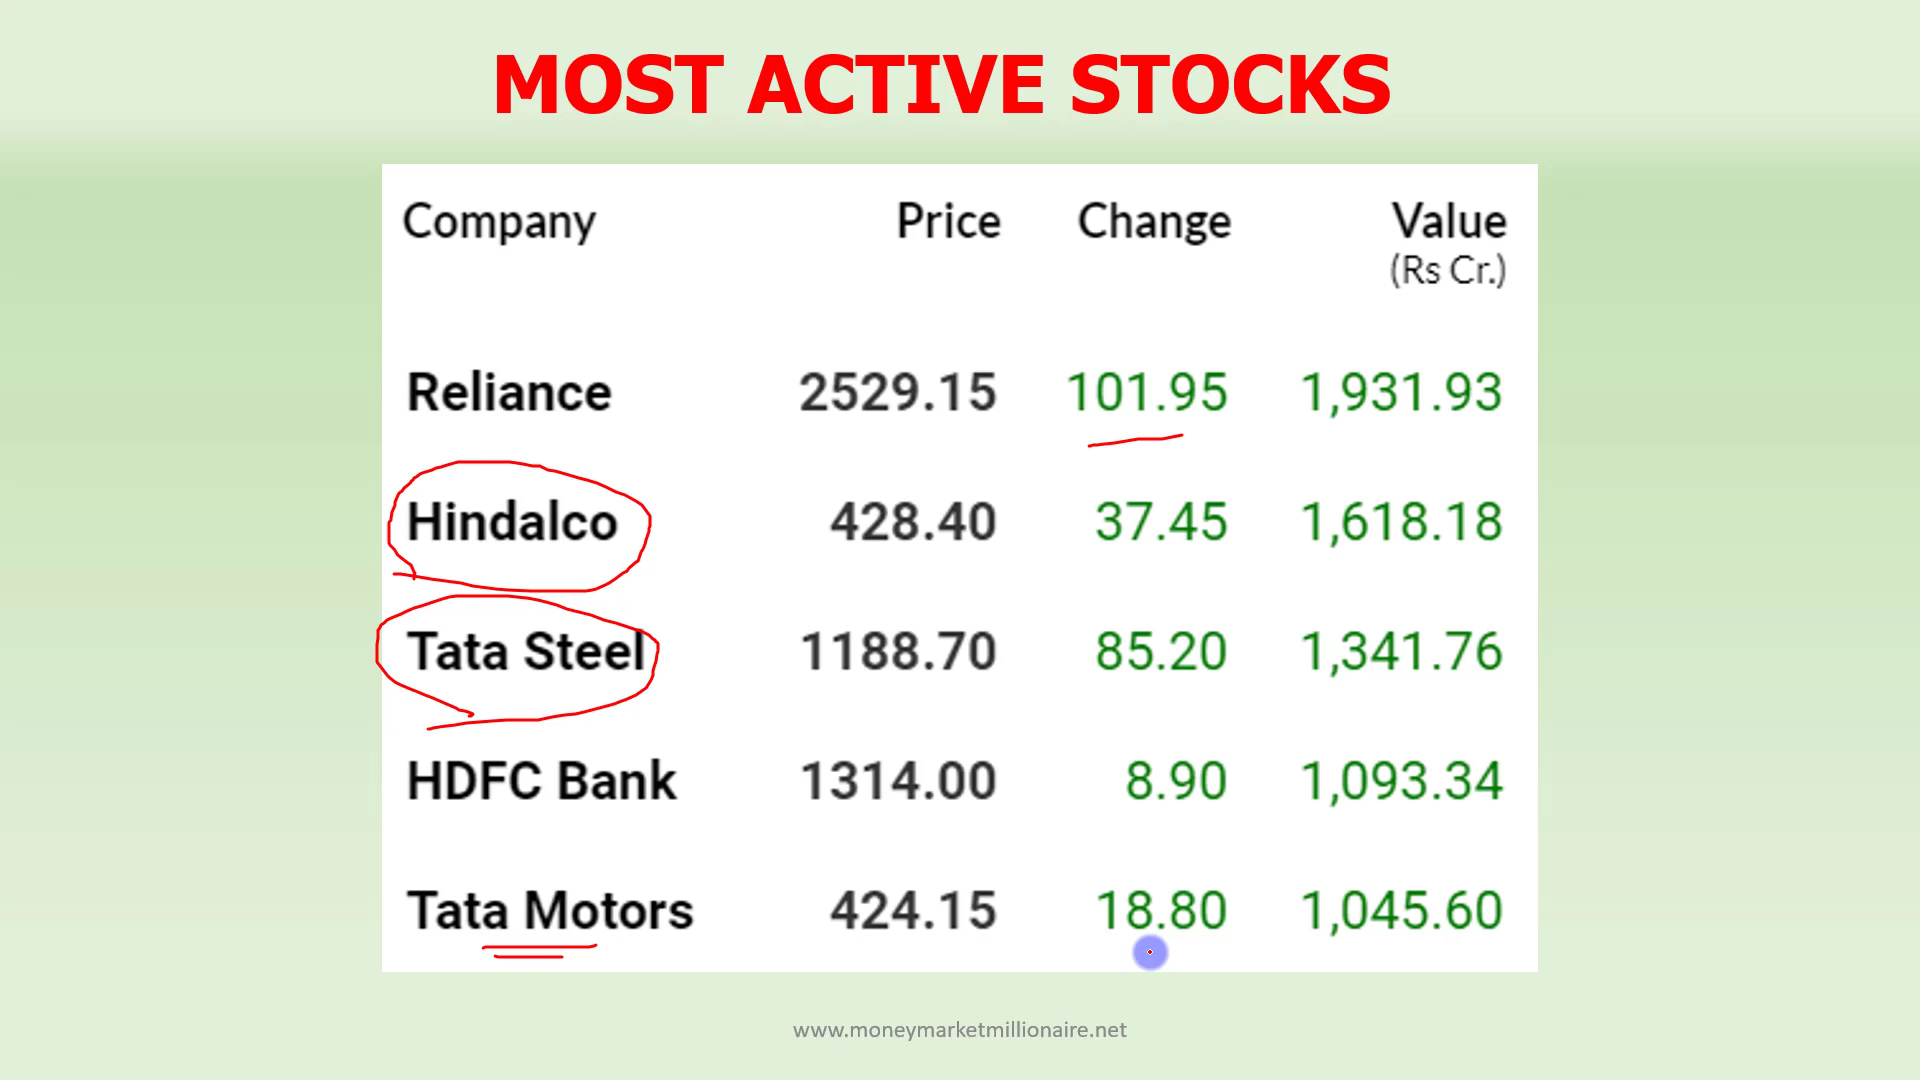 MOST ACTIVE STOCKS
Company Price Change Value
(Rs Cr.)
Reliance 2529.15 101.95 1,931.93
Hindalco 428.40 37.45 1,618.18
Tata Steel 1188.70 85.20 1,341.76
HDFC Bank 1314.00 8.90 1,093.34
Tata Motors 424.15 18.80 1,045.60
www.moneymarketmillionaire.net